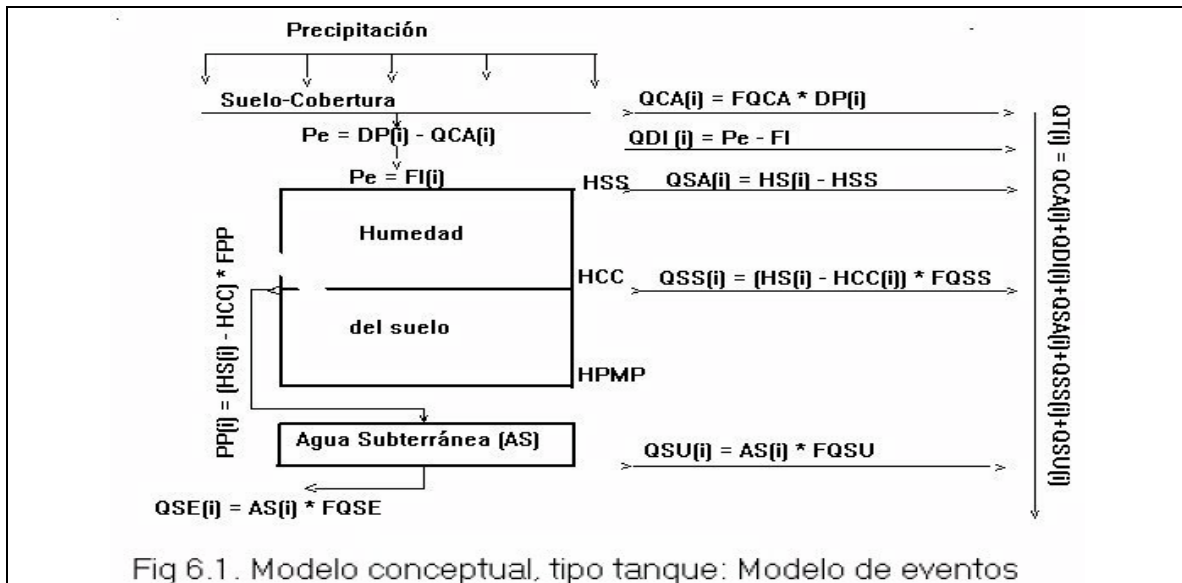 Precipitación
Suelo-Cobertura
QCA(i) = FQCA * DP(i)
Pe = DP(i) - QCA(i)
QDI (i) = Pe - FI
Pe = FI(i)
HSS
QSA(i) = HS(i) - HSS
Humedad
HCC
QSS(i) = (HS(i) - HCC(i)) * FQSS
del suelo
HPMP
PP(i) = (HS(i) - HCC) * FPP
Agua Subterránea (AS)
QSU(i) = AS(i) * FQSU
QSE(i) = AS(i) * FQSE
QT(i) = QCA(i)+QDI(i)+QSA(i)+QSS(i)+QSU(i)
Fig 6.1. Modelo conceptual, tipo tanque: Modelo de eventos